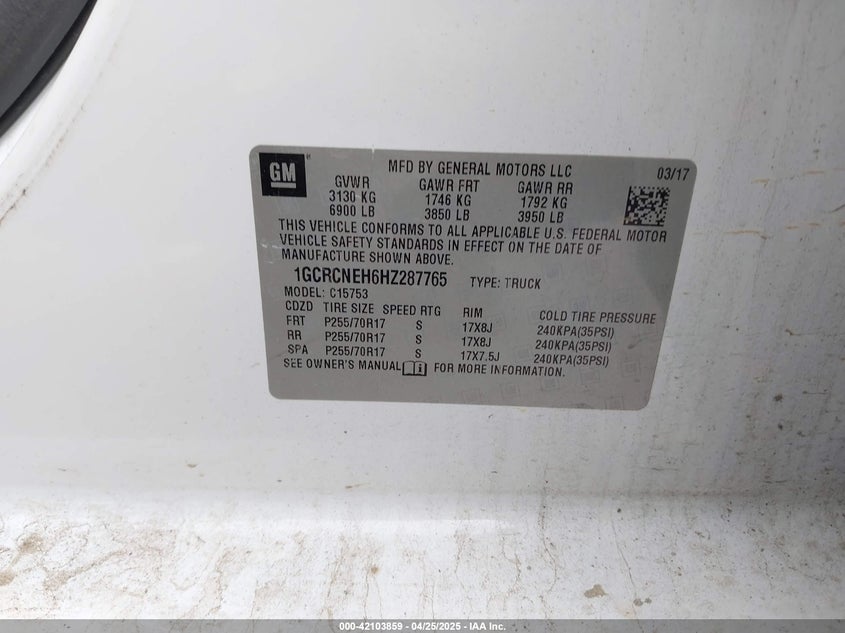 GM
MFD BY GENERAL MOTORS LLC 03/17
GVWR GAWR FRT GAWR RR
3130 KG 1746 KG 1792 KG
6900 LB 3850 LB 3950 LB
THIS VEHICLE CONFORMS TO ALL APPLICABLE U.S. FEDERAL MOTOR
VEHICLE SAFETY STANDARDS IN EFFECT ON THE DATE OF
MANUFACTURE SHOWN ABOVE.
1GCRCNEH6HZ287765 TYPE: TRUCK
MODEL: C15753
CDZD TIRE SIZE SPEED RTG RIM COLD TIRE PRESSURE
FRT P255/70R17 S 17X8J 240KPA(35PSI)
RR P255/70R17 S 17X8J 240KPA(35PSI)
SPA P255/70R17 S 17X7.5J 240KPA(35PSI)
SEE OWNER'S MANUAL FOR MORE INFORMATION.
000-42103859 - 04/25/2025 - IAA Inc.